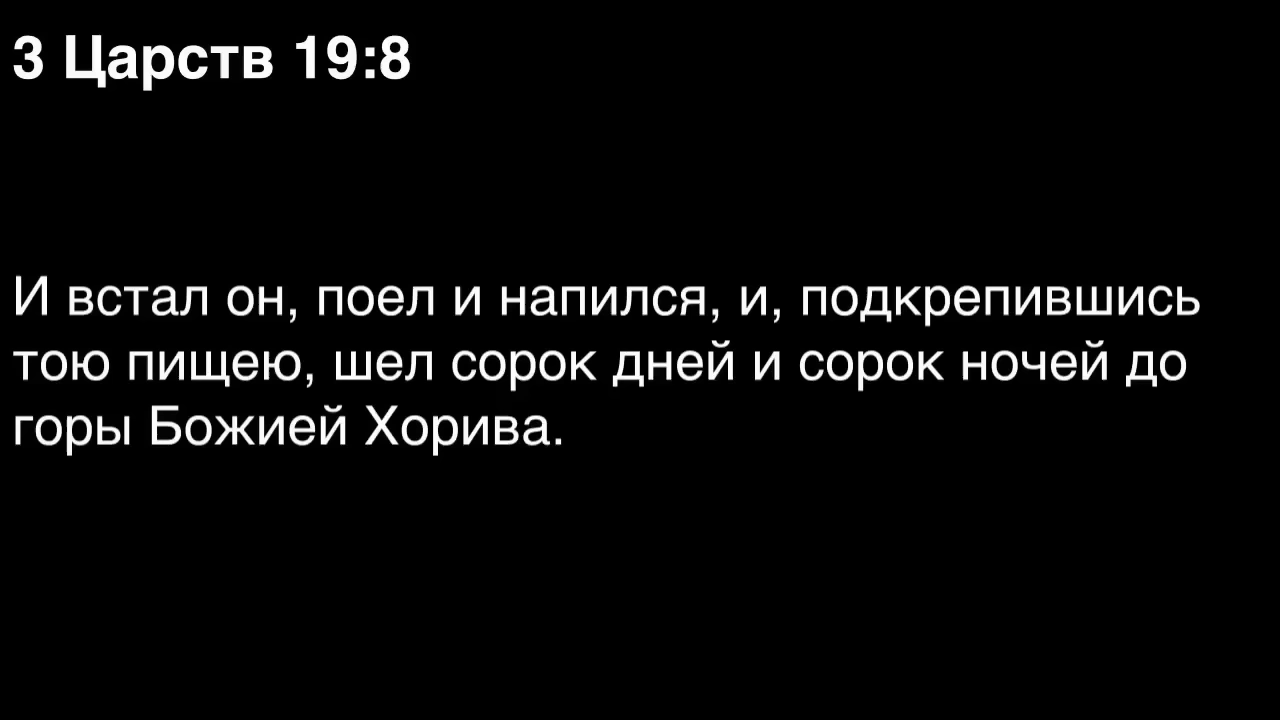 3 Царств 19:8
И встал он, поел и напился, и, подкрепившись
тою пищею, шел сорок дней и сорок ночей до
горы Божией Хорива.